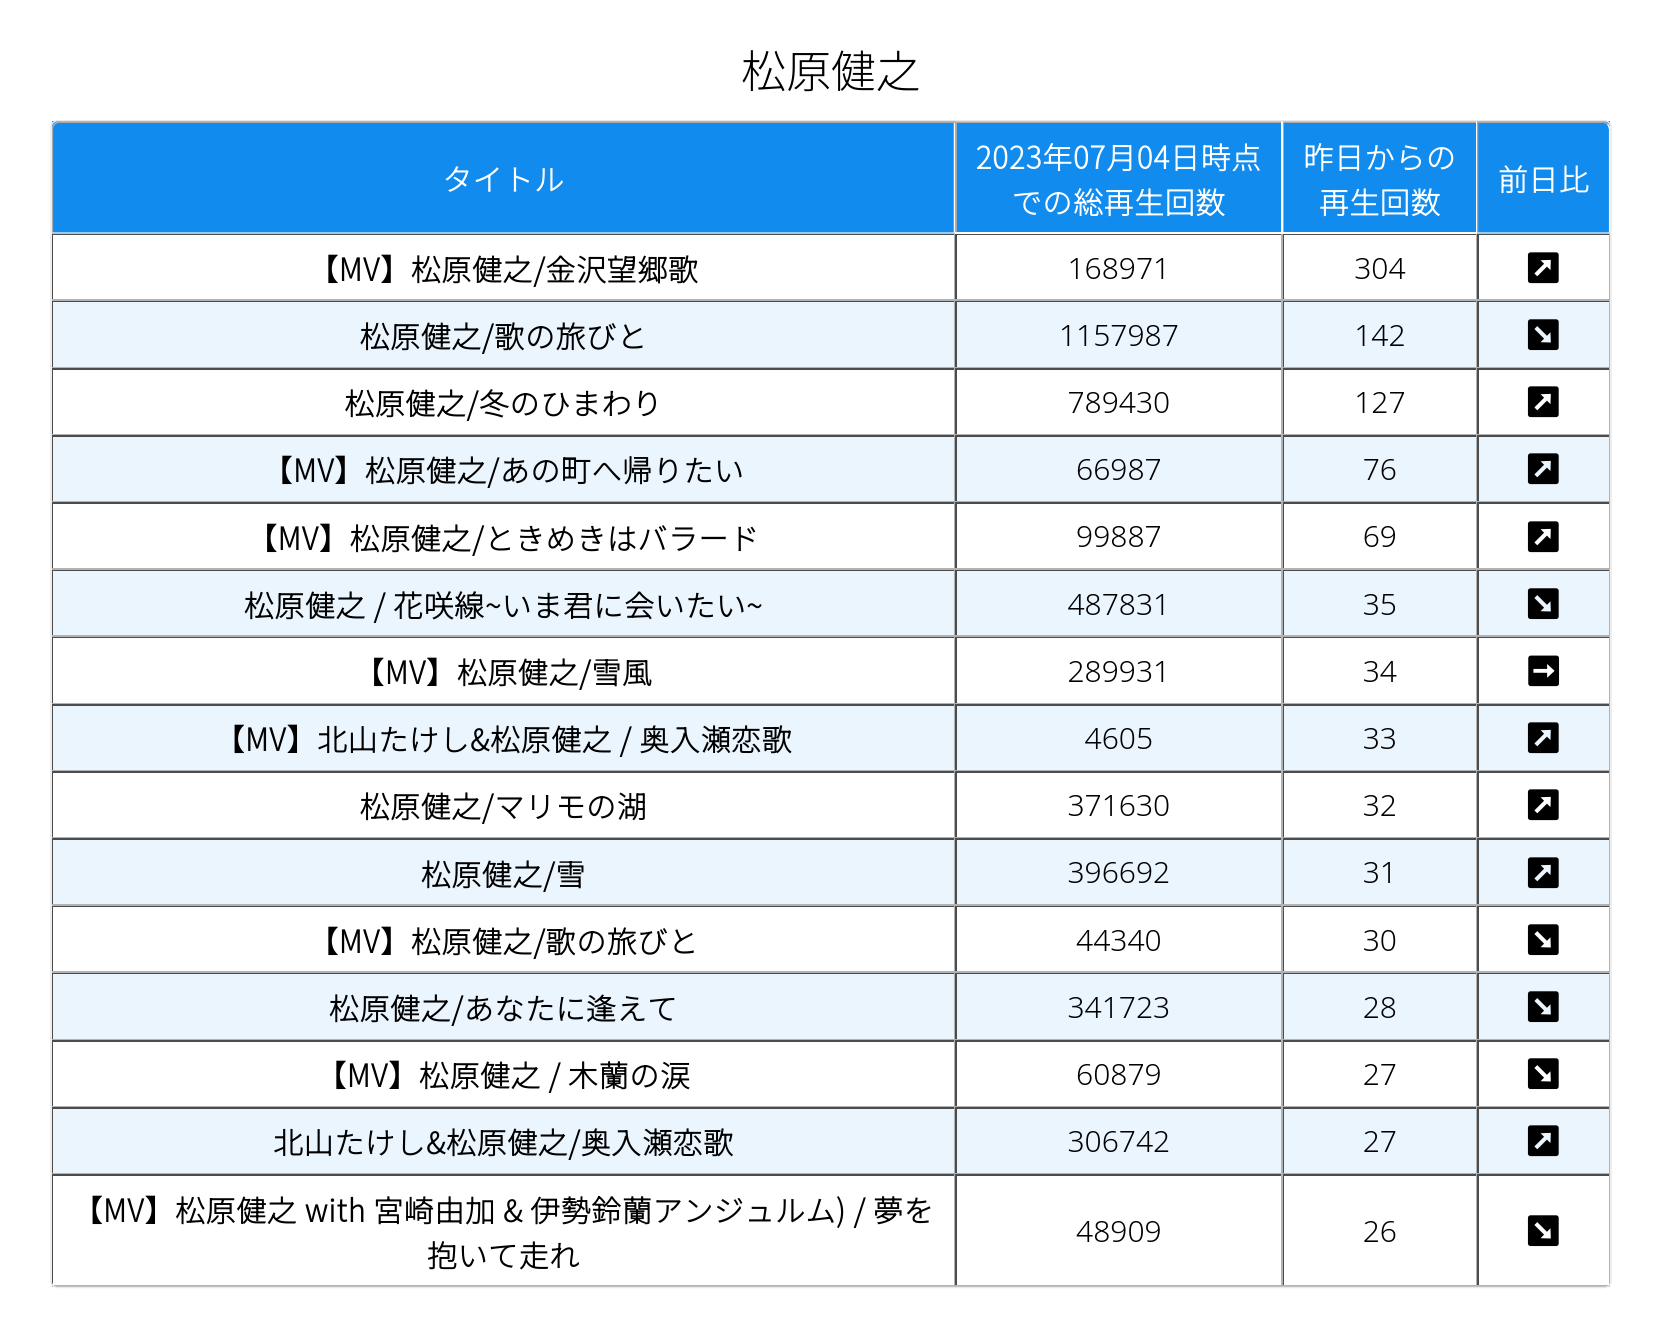 松原健之
タイトル
2023年07月04日時点
での総再生回数
昨日からの
再生回数
前日比
【MV】松原健之/金沢望郷歌 168971 304
松原健之/歌の旅びと 1157987 142
松原健之/冬のひまわり 789430 127
【MV】松原健之/あの町へ帰りたい 66987 76
【MV】松原健之/ときめきはバラード 99887 69
松原健之 / 花咲線~いま君に会いたい~ 487831 35
【MV】松原健之/雪風 289931 34
【MV】北山たけし&松原健之 / 奥入瀬恋歌 4605 33
松原健之/マリモの湖 371630 32
松原健之/雪 396692 31
【MV】松原健之/歌の旅びと 44340 30
松原健之/あなたに逢えて 341723 28
【MV】松原健之 / 木蘭の涙 60879 27
北山たけし&松原健之/奥入瀬恋歌 306742 27
【MV】松原健之 with 宮崎由加 & 伊勢鈴蘭アンジュルム) / 夢を
抱いて走れ 48909 26